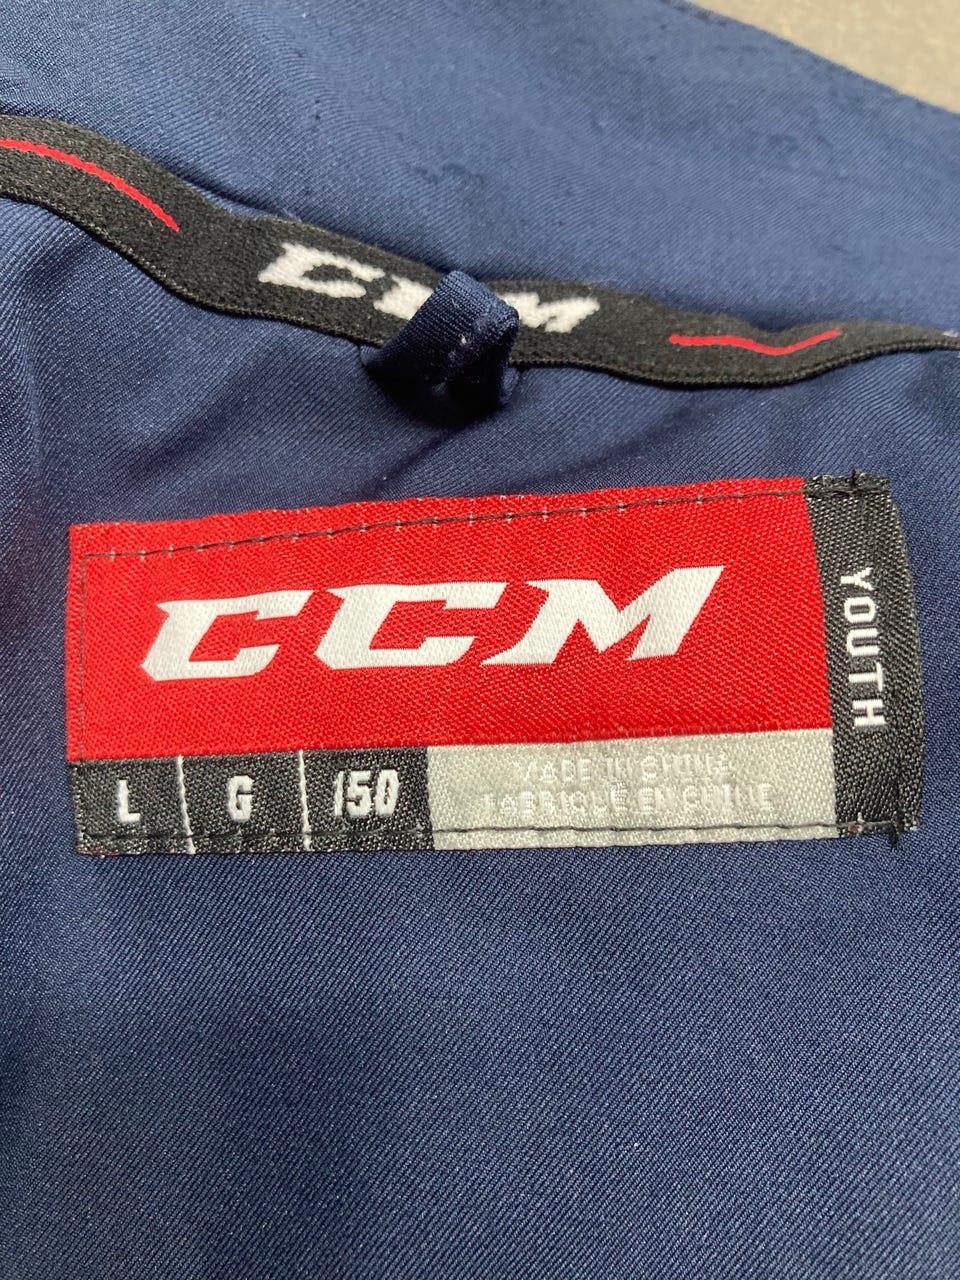 CCM
CCM
YOUTH
L G 150
MADE IN CHINA
FABRIQUÉ EN CHINE